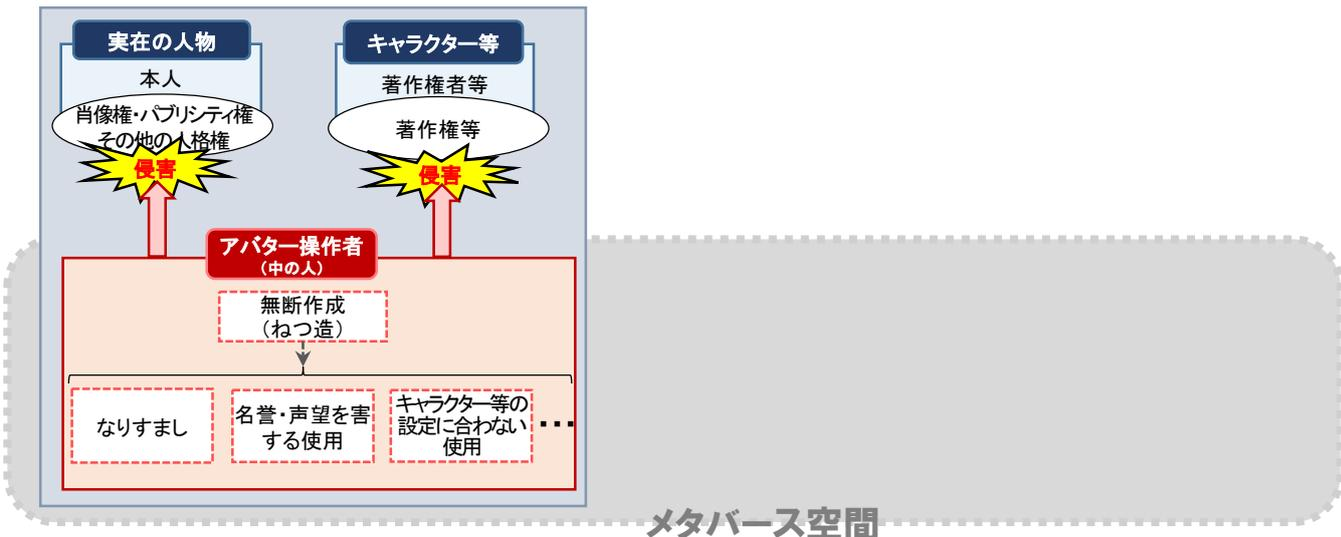 実在の人物
本人
肖像権・パブリシティ権
その他の人格権
侵害
キャラクター等
著作権者等
著作権等
侵害
アバター操作者
(中の人)
無断作成
(ねつ造)
なりすまし
名誉・声望を害
する使用
キャラクター等の
設定に合わない
使用
・・・
メタバース空間